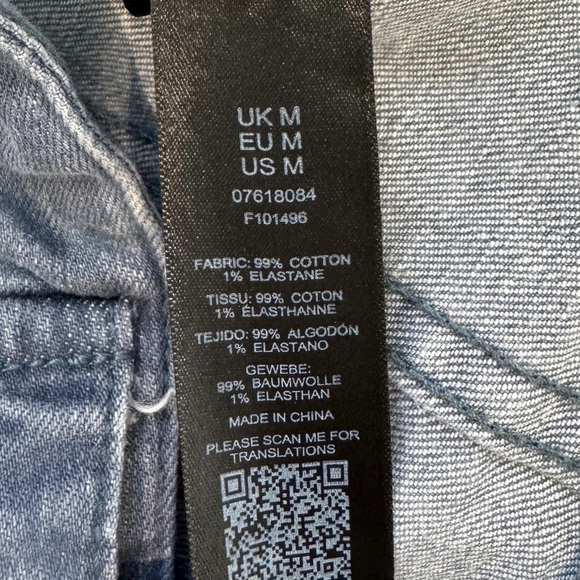 UK M
EU M
US M
07618084
F101496
FABRIC: 99% COTTON
1% ELASTANE
TISSU: 99% COTON
1% ÉLASTHANNE
TEJIDO: 99% ALGODÓN
1% ELASTANO
GEWEBE:
99% BAUMWOLLE
1% ELASTHAN
MADE IN CHINA
PLEASE SCAN ME FOR
TRANSLATIONS